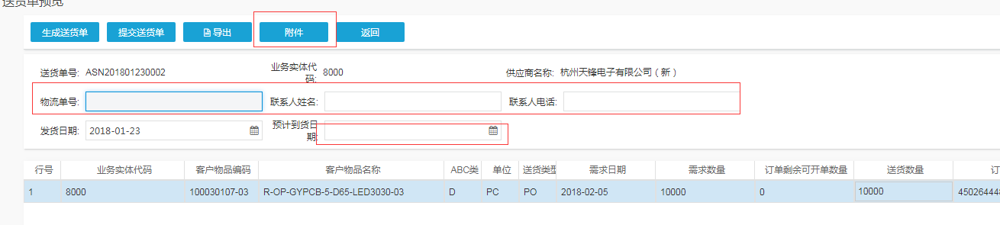 送货单预览
生成送货单 提交送货单 导出 附件 返回
送货单号: ASN201801230002 业务实体代码: 8000 供应商名称: 杭州天锋电子有限公司（新）
物流单号: 联系人姓名: 联系人电话:
发货日期: 2018-01-23 预计到货日期:
行号 业务实体代码 客户物品编码 客户物品名称 ABC类 单位 送货类型 需求日期 需求数量 订单剩余可开单数量 送货数量 订
1 8000 100030107-03 R-OP-GYPCB-5-D65-LED3030-03 D PC PO 2018-02-05 10000 0 10000 45026444